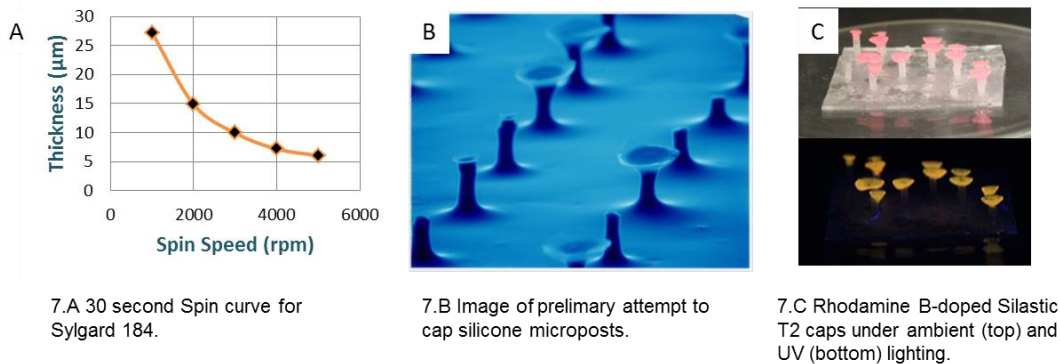 A
30
25
20
15
10
5
0
Thickness (µm)
0 2000 4000 6000
Spin Speed (rpm)
B
C
7.A 30 second Spin curve for
Sylgard 184.
7.B Image of prelimary attempt to
cap silicone microposts.
7.C Rhodamine B-doped Silastic
T2 caps under ambient (top) and
UV (bottom) lighting.